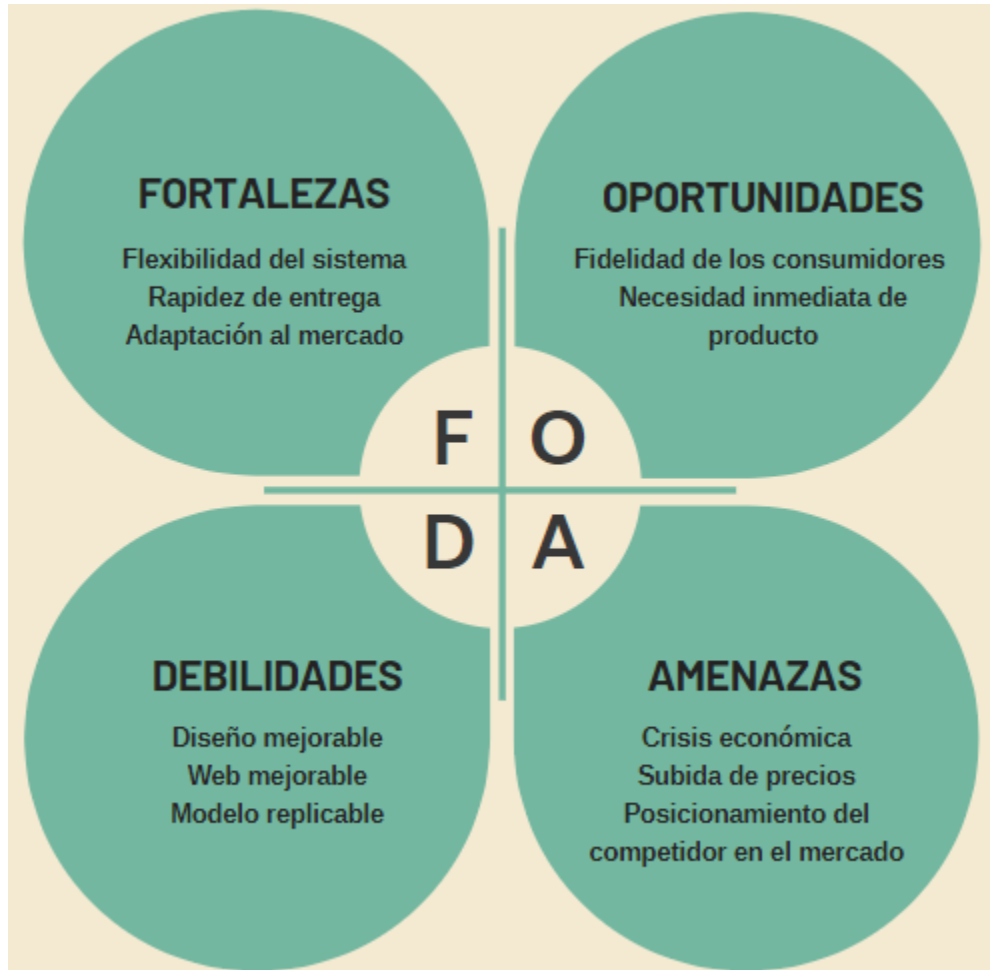 FORTALEZAS
Flexibilidad del sistema
Rapidez de entrega
Adaptación al mercado
OPORTUNIDADES
Fidelidad de los consumidores
Necesidad inmediata de
producto
F O
D A
DEBILIDADES
Diseño mejorable
Web mejorable
Modelo replicable
AMENAZAS
Crisis económica
Subida de precios
Posicionamiento del
competidor en el mercado